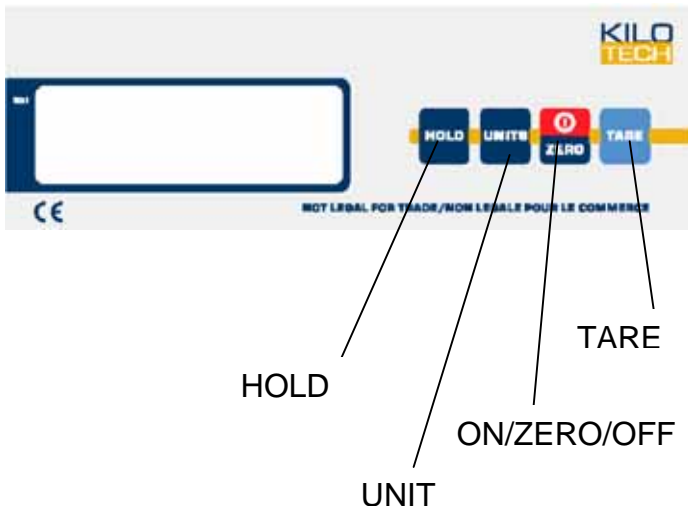 KILO
TECH
HOLD UNITS ZERO TARE
CE
NOT LEGAL FOR TRADE/NON LEGALE POUR LE COMMERCE
TARE
HOLD
ON/ZERO/OFF
UNIT